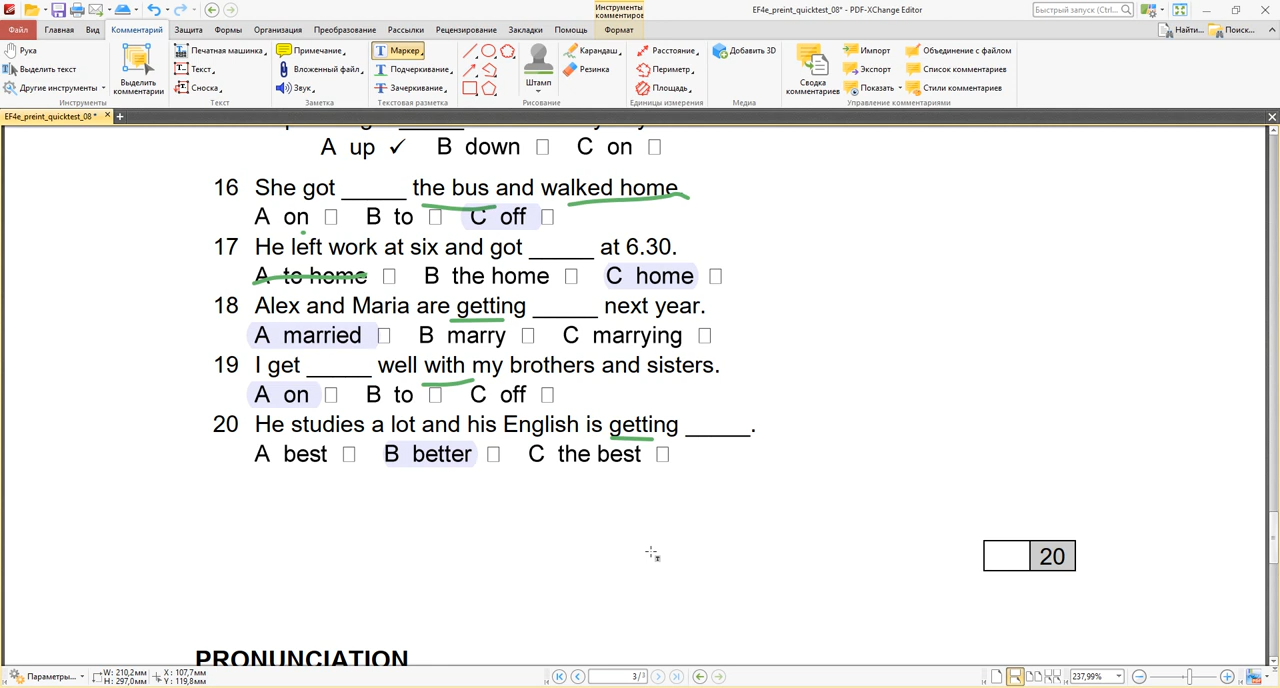 Инструменты комментиров
EF4e_preint_quicktest_08* - PDF-XChange Editor
Быстрый запуск (Ctrl...
Файл Главная Вид Комментарий Защита Формы Организация Преобразование Рассылки Рецензирование Закладки Помощь Формат
Найти... Поиск...
Рука
Выделить текст
Другие инструменты
Инструменты
Выделить комментарии
Печатная машинка
Текст
Сноска
Текст
Примечание
Вложенный файл
Звук
Заметка
Маркер
Подчеркивание
Зачеркивание
Текстовая разметка
Штамп
Карандаш
Резинка
Рисование
Расстояние
Периметр
Площадь
Единицы измерения
Добавить 3D
Медиа
Сводка комментариев
Импорт
Экспорт
Показать
Объединение с файлом
Список комментариев
Стили комментариев
Управление комментариями
EF4e_preint_quicktest_08 *
A up ✓ B down C on
16 She got _____ the bus and walked home.
A on B to C off
17 He left work at six and got _____ at 6.30.
A to home B the home C home
18 Alex and Maria are getting _____ next year.
A married B marry C marrying
19 I get _____ well with my brothers and sisters.
A on B to C off
20 He studies a lot and his English is getting _____.
A best B better C the best
20
PRONUNCIATION
Параметры...
W: 210,2мм
H: 297,0мм
X: 107,7мм
Y: 119,8мм
237,99%